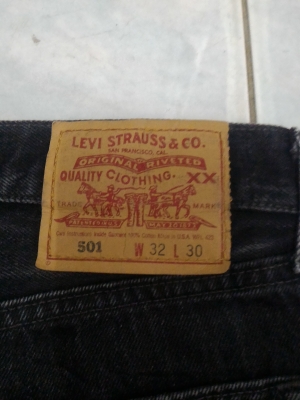 LEVI STRAUSS & CO.
SAN FRANCISCO, CAL.
ORIGINAL RIVETED
QUALITY CLOTHING. XX
TRADE MARK
501 W 32 L 30